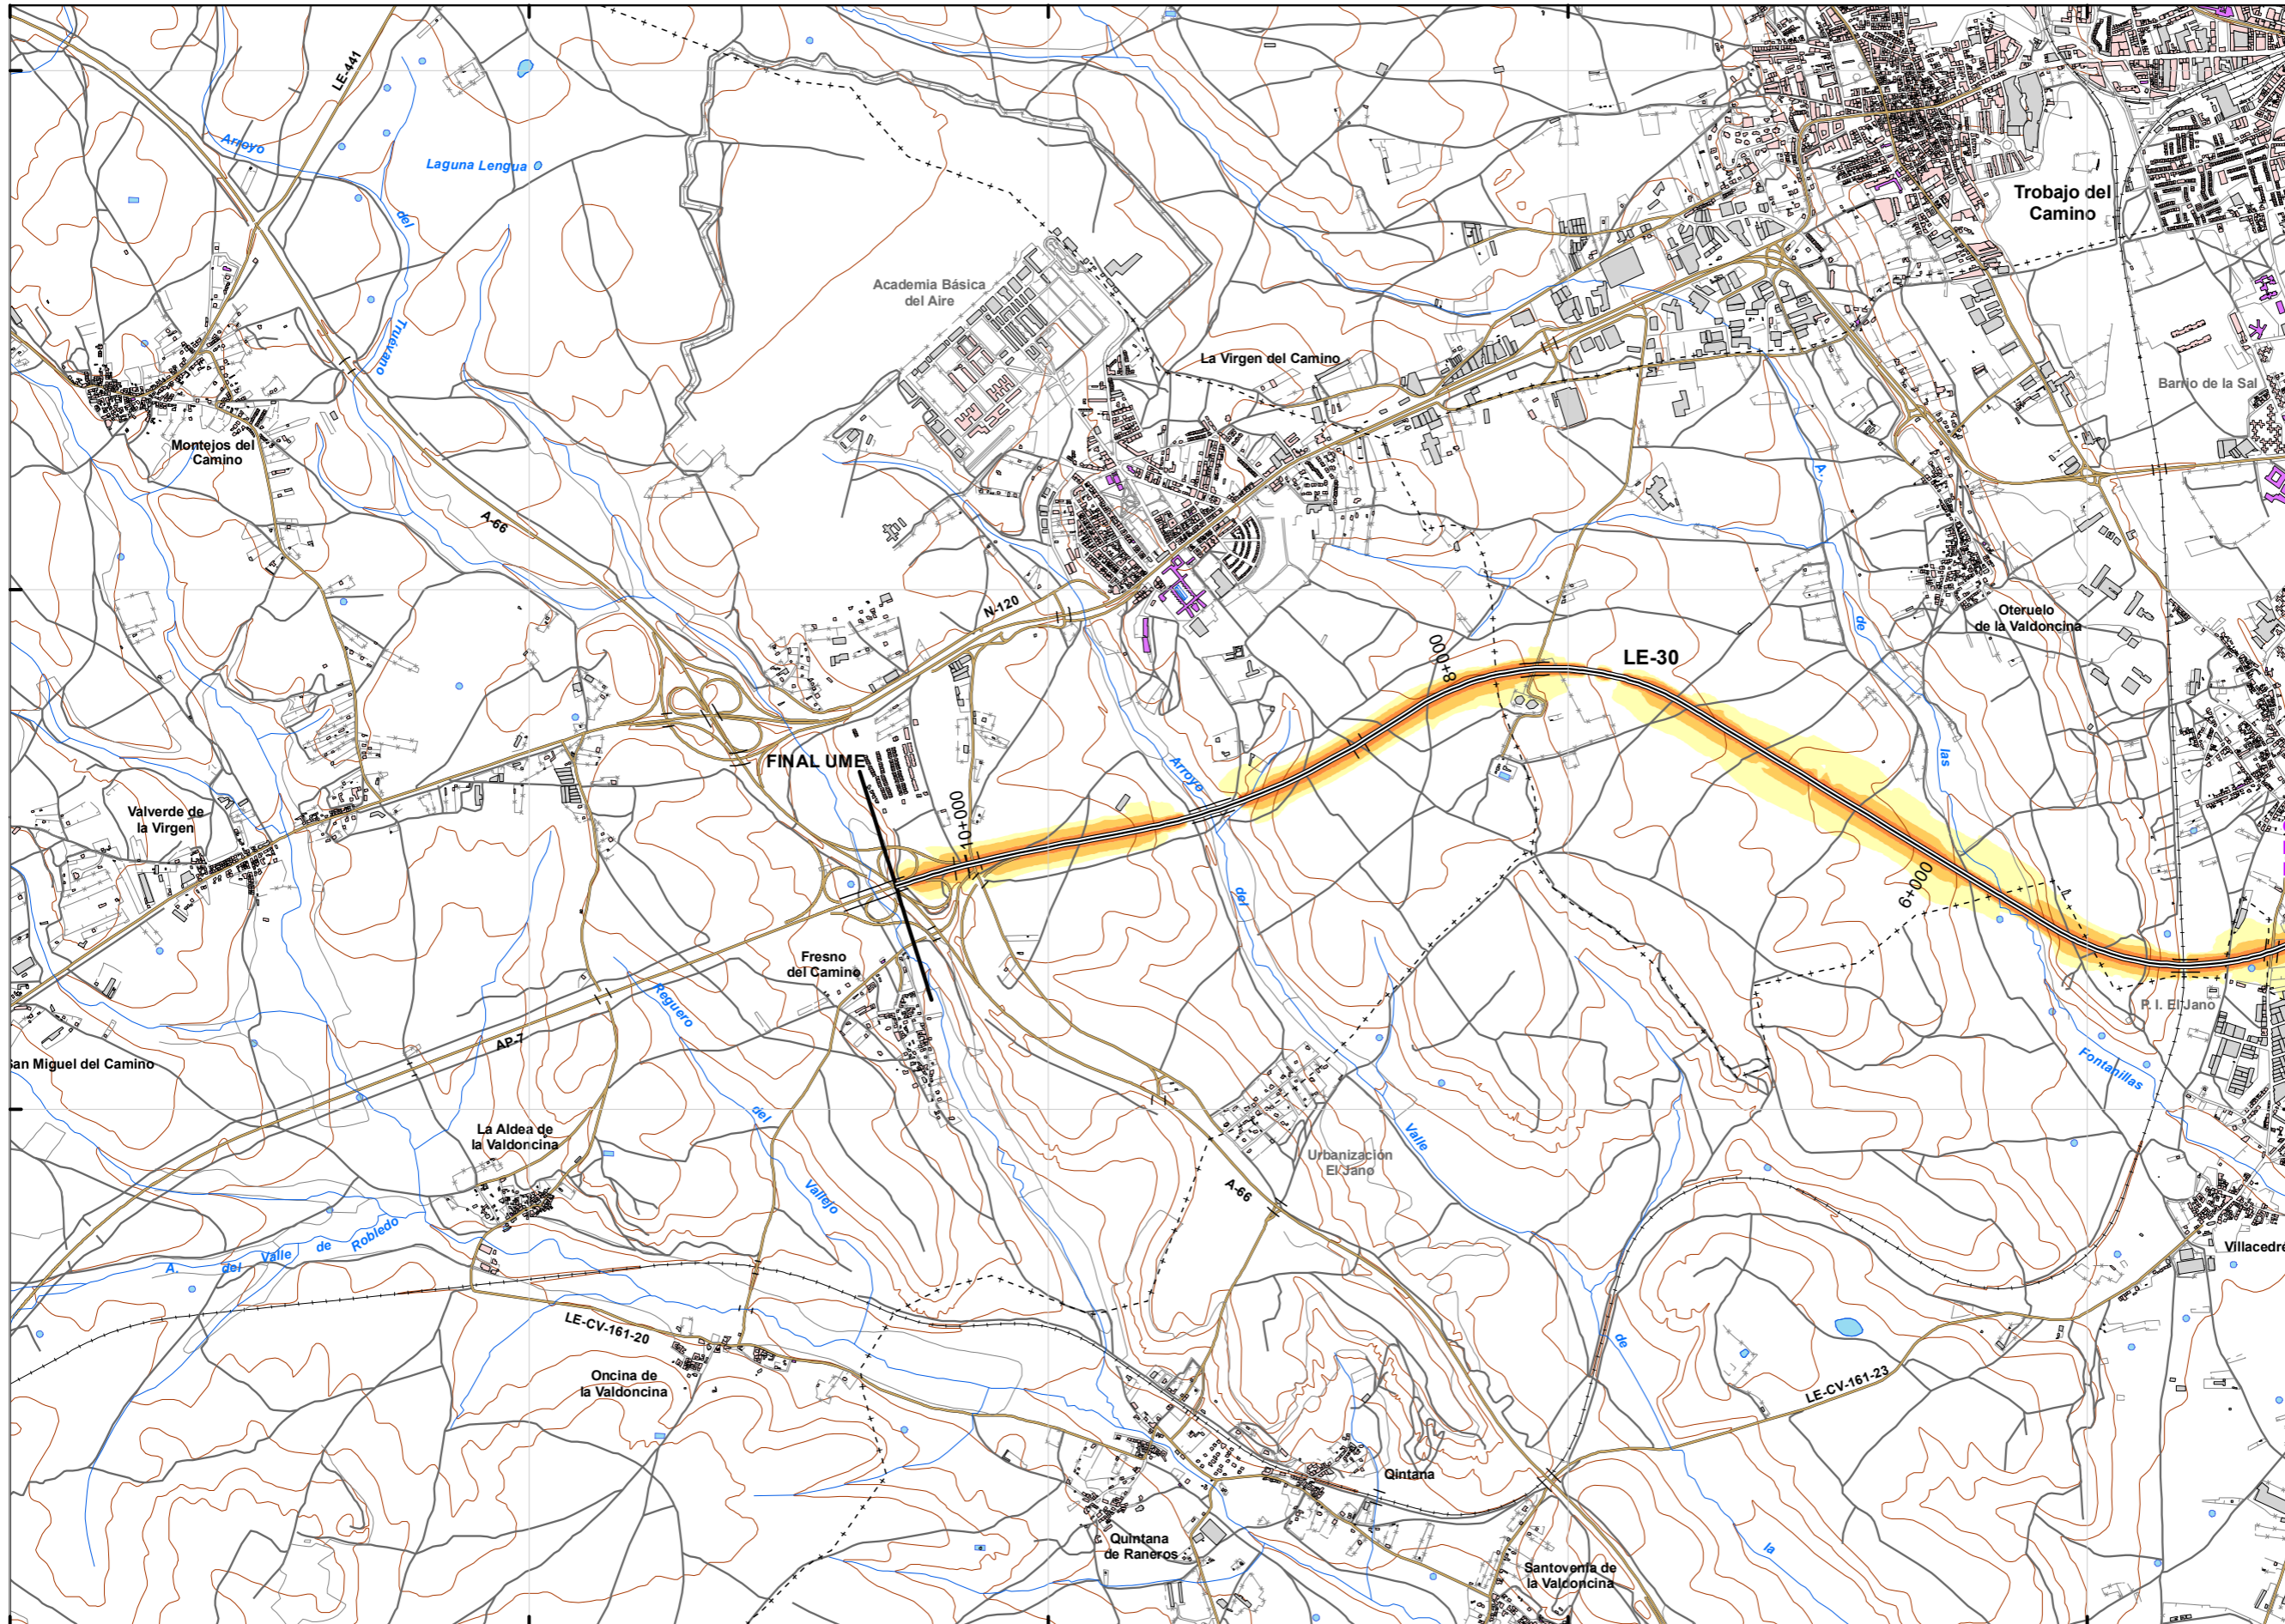 LE-441
Arroyo
del
Truévano
Laguna Lengua
Academia Básica
del Aire
La Virgen del Camino
Trobajo del
Camino
Barrio de la Sal
Montejos del
Camino
A-66
N-120
A.
de
las
Fontanillas
Oteruelo
de la Valdoncina
8+000
LE-30
FINAL UME
10+000
Arroyo
del
Valle
de
la
6+000
Valverde de
la Virgen
Fresno
del Camino
P. I. El Jano
San Miguel del Camino
AP-7
Reguero
del
Vallejo
La Aldea de
la Valdoncina
Urbanización
El Jano
A-66
A.
del
Valle
de
Robledo
Villacedré
LE-CV-161-20
LE-CV-161-23
Oncina de
la Valdoncina
Qintana
Quintana
de Raneros
Santovenia de
la Valdoncina